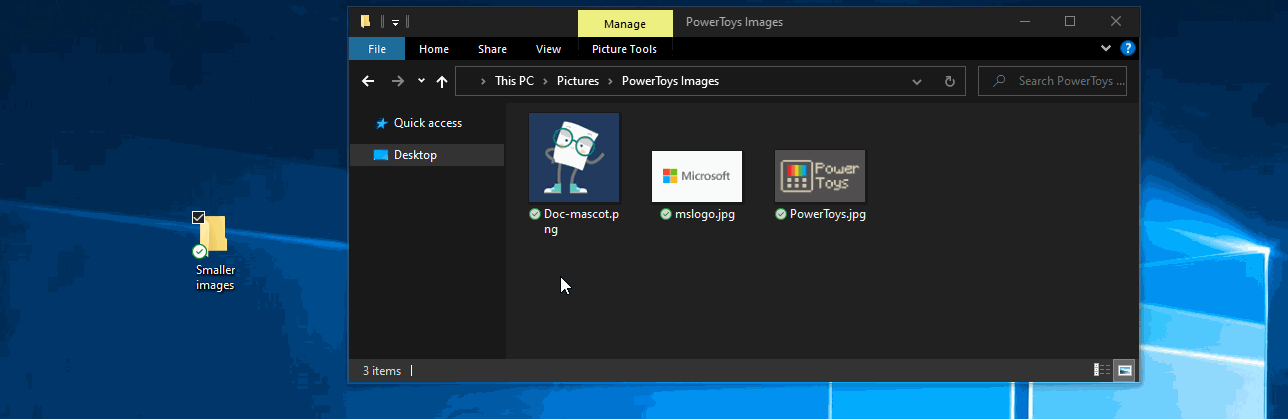 Manage
PowerToys Images
File
Home
Share
View
Picture Tools
?
This PC
Pictures
PowerToys Images
Search PowerToys ...
Quick access
Desktop
Microsoft
Power
Toys
Doc-mascot.p
ng
mslogo.jpg
PowerToys.jpg
Smaller
images
3 items